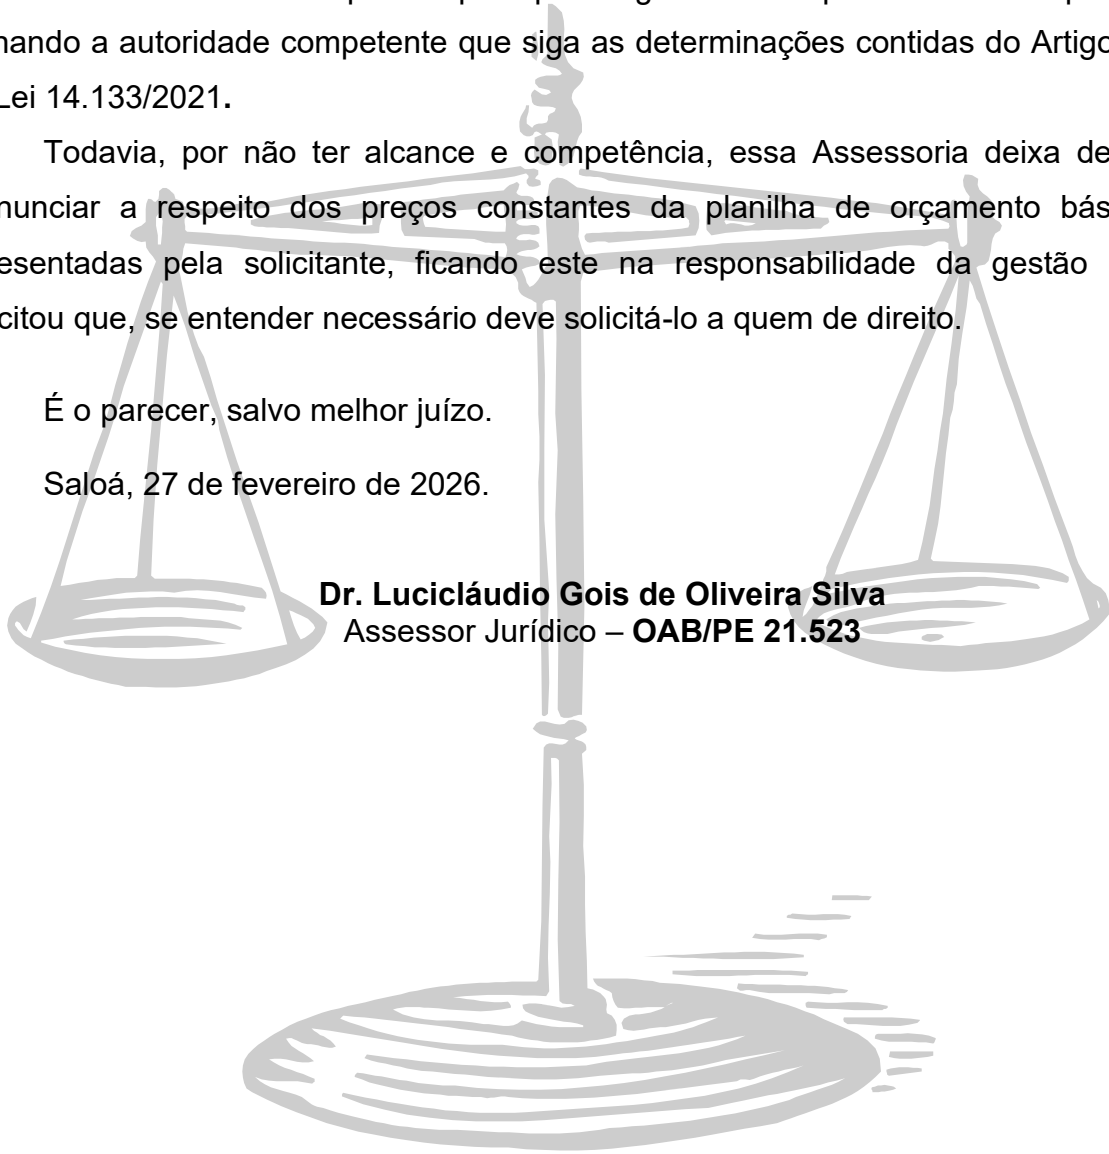 nando a autoridade competente que siga as determinações contidas do Artigo
Lei 14.133/2021.
Todavia, por não ter alcance e competência, essa Assessoria deixa de
nunciar a respeito dos preços constantes da planilha de orçamento bás
esentadas pela solicitante, ficando este na responsabilidade da gestão
citou que, se entender necessário deve solicitá-lo a quem de direito.
É o parecer, salvo melhor juízo.
Saloá, 27 de fevereiro de 2026.
Dr. Lucicláudio Gois de Oliveira Silva
Assessor Jurídico – OAB/PE 21.523